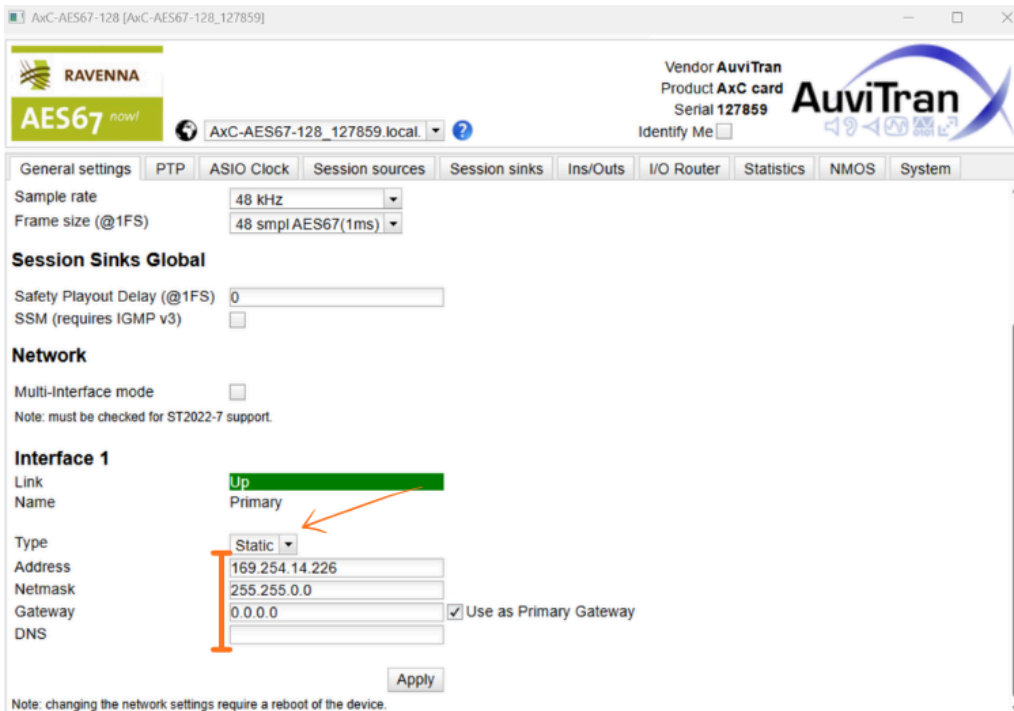 AxC-AES67-128 [AxC-AES67-128_127859]
RAVENNA
AES67 now!
AxC-AES67-128_127859.local. ?
Vendor AuviTran
Product AxC card
Serial 127859
Identify Me
AuviTran
General settings PTP ASIO Clock Session sources Session sinks Ins/Outs I/O Router Statistics NMOS System
Sample rate 48 kHz
Frame size (@1FS) 48 smpl AES67(1ms)
Session Sinks Global
Safety Playout Delay (@1FS) 0
SSM (requires IGMP v3)
Network
Multi-Interface mode
Note: must be checked for ST2022-7 support.
Interface 1
Link Up
Name Primary
Type Static
Address 169.254.14.226
Netmask 255.255.0.0
Gateway 0.0.0.0 Use as Primary Gateway
DNS
Apply
Note: changing the network settings require a reboot of the device.